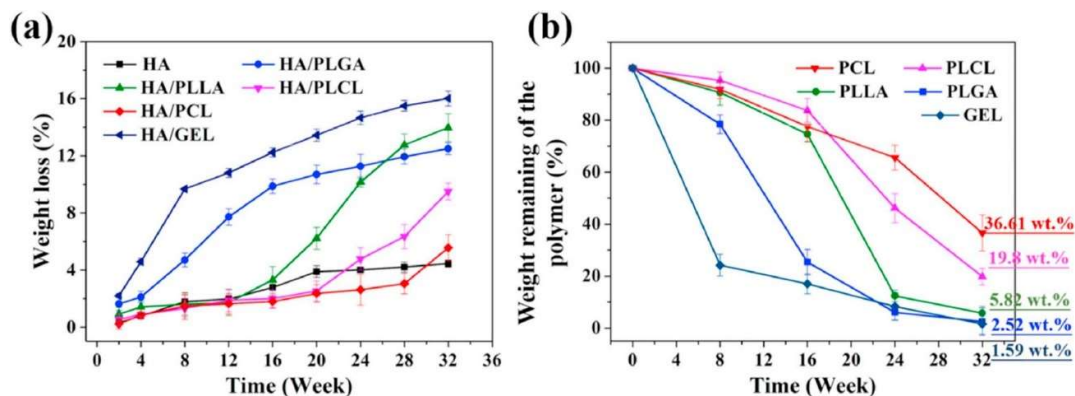 (a)
20
16
12
8
4
0
Weight loss (%)
HA
HA/PLLA
HA/PCL
HA/GEL
HA/PLGA
HA/PLCL
0 4 8 12 16 20 24 28 32 36
Time (Week)
(b)
100
80
60
40
20
0
Weight remaining of the
polymer (%)
PCL
PLLA
PLCL
PLGA
GEL
36.61 wt.%
19.8 wt.%
5.82 wt.%
2.52 wt.%
1.59 wt.%
0 4 8 12 16 20 24 28 32
Time (Week)